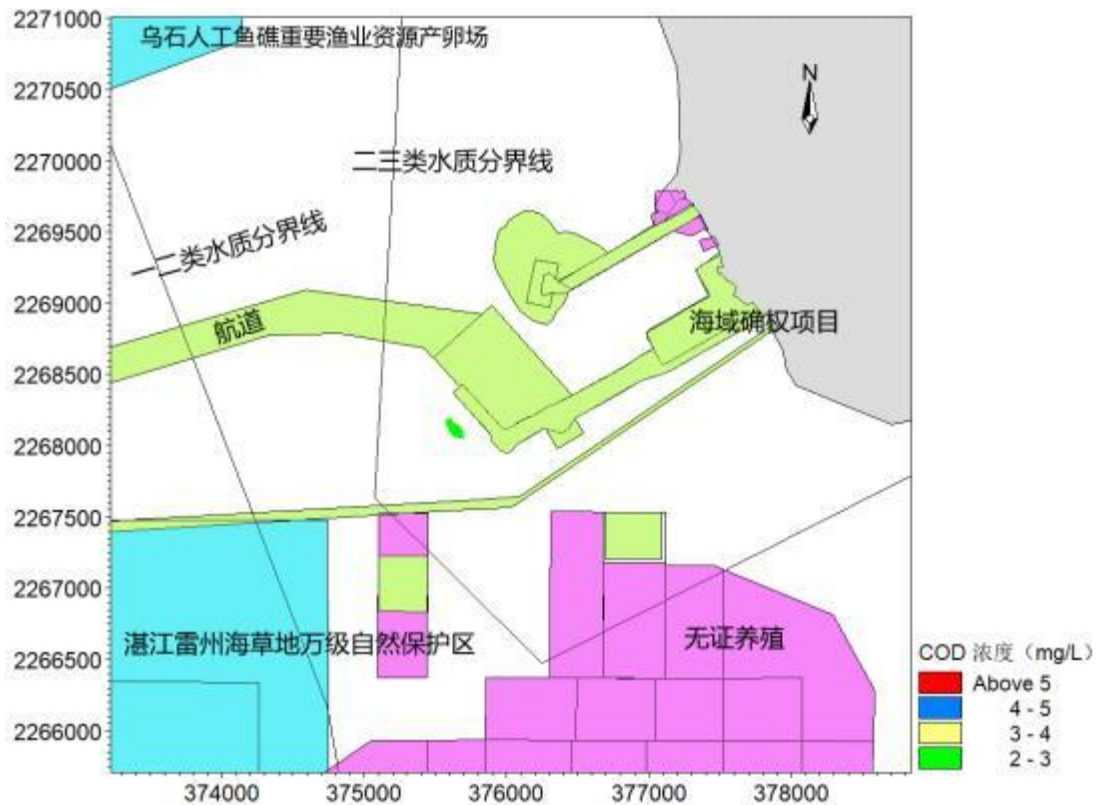 2271000
乌石人工鱼礁重要渔业资源产卵场
2270500
N
2270000
二三类水质分界线
2269500
一二类水质分界线
2269000
航道
海域确权项目
2268500
2268000
2267500
2267000
湛江雷州海草地万级自然保护区
无证养殖
2266500
2266000
COD 浓度（mg/L）
Above 5
4 - 5
3 - 4
2 - 3
374000 375000 376000 377000 378000